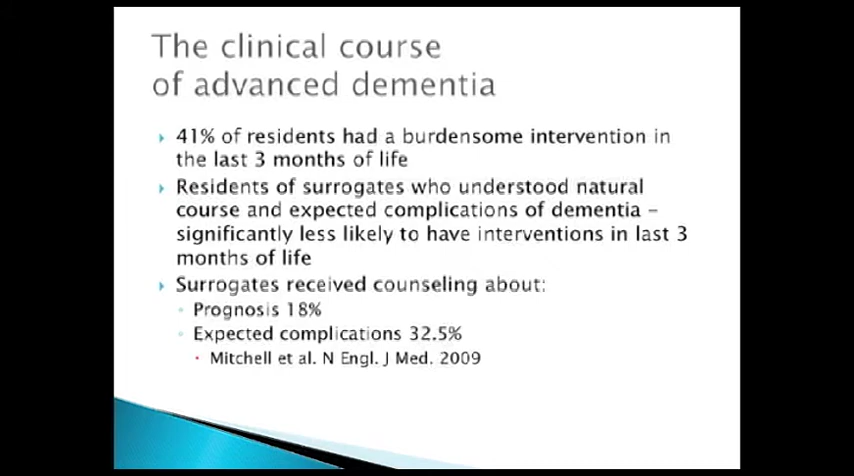 The clinical course
of advanced dementia
41% of residents had a burdensome intervention in
the last 3 months of life
Residents of surrogates who understood natural
course and expected complications of dementia –
significantly less likely to have interventions in last 3
months of life
Surrogates received counseling about:
Prognosis 18%
Expected complications 32.5%
Mitchell et al. N Engl. J Med. 2009